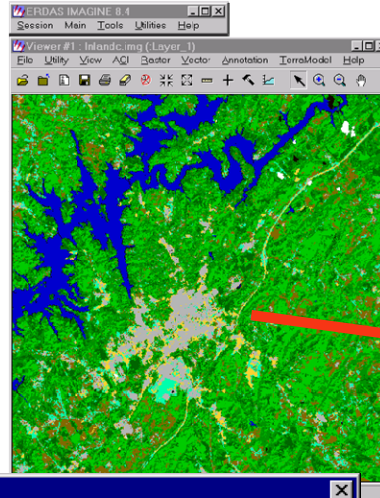 ERDAS IMAGINE 8.4
Session Main Tools Utilities Help
Viewer #1 : lnlandc.img (:Layer_1)
File Utility View AOI Raster Vector Annotation TerraModel Help